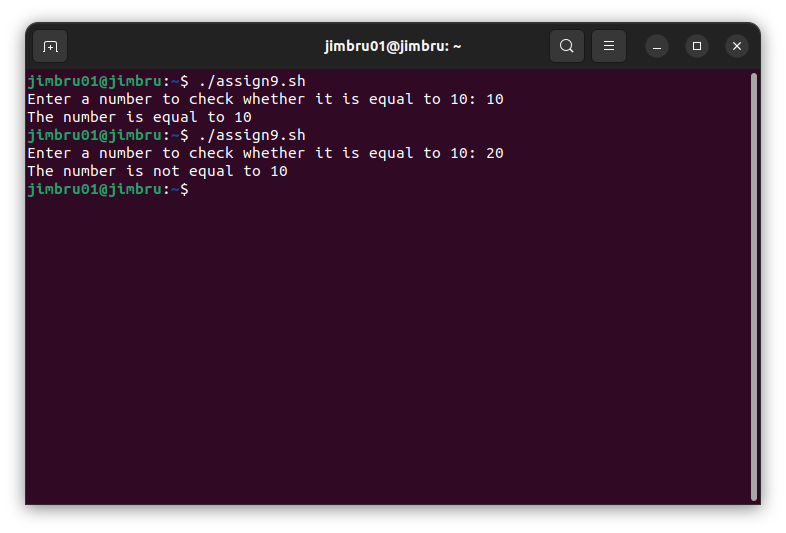 jimbru01@jimbru: ~
jimbru01@jimbru:~$ ./assign9.sh
Enter a number to check whether it is equal to 10: 10
The number is equal to 10
jimbru01@jimbru:~$ ./assign9.sh
Enter a number to check whether it is equal to 10: 20
The number is not equal to 10
jimbru01@jimbru:~$